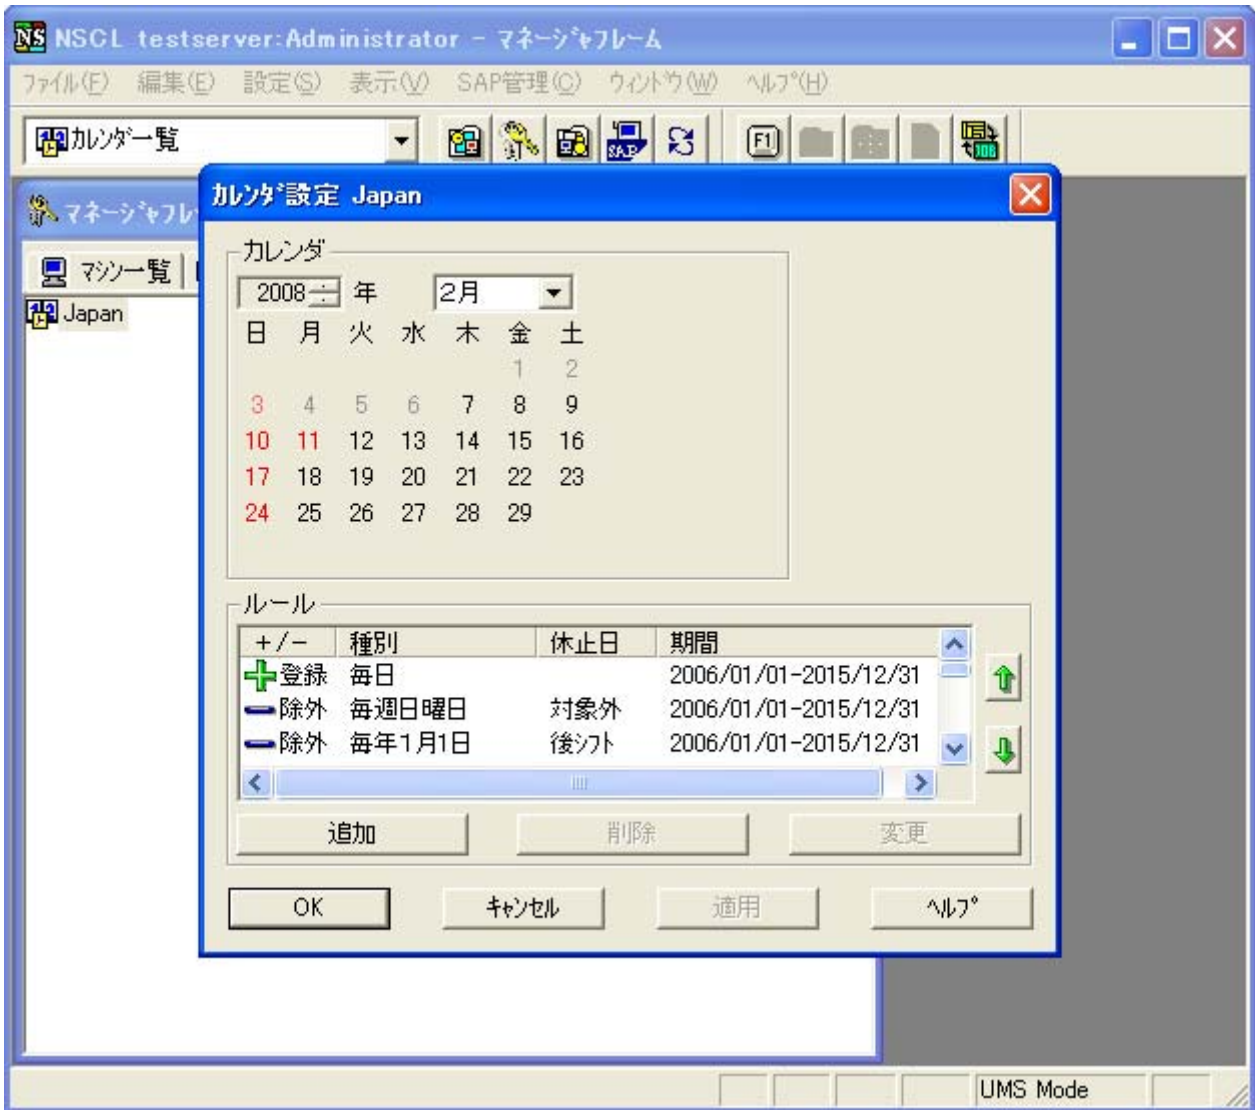 NS NSCL testserver:Administrator - マネージャフレーム
ファイル(F) 編集(E) 設定(S) 表示(V) SAP管理(C) ウィンドウ(W) ヘルプ(H)
カレンダ一覧 SAP F1 JOB
マネージャフレ
カレンダ設定 Japan
マシン一覧
Japan
カレンダ
2008 年 2月
日 月 火 水 木 金 土
1 2
3 4 5 6 7 8 9
10 11 12 13 14 15 16
17 18 19 20 21 22 23
24 25 26 27 28 29
ルール
+/- 種別 休止日 期間
登録 毎日 2006/01/01-2015/12/31
除外 毎週日曜日 対象外 2006/01/01-2015/12/31
除外 毎年1月1日 後シフト 2006/01/01-2015/12/31
追加 削除 変更
OK キャンセル 適用 ヘルプ
UMS Mode